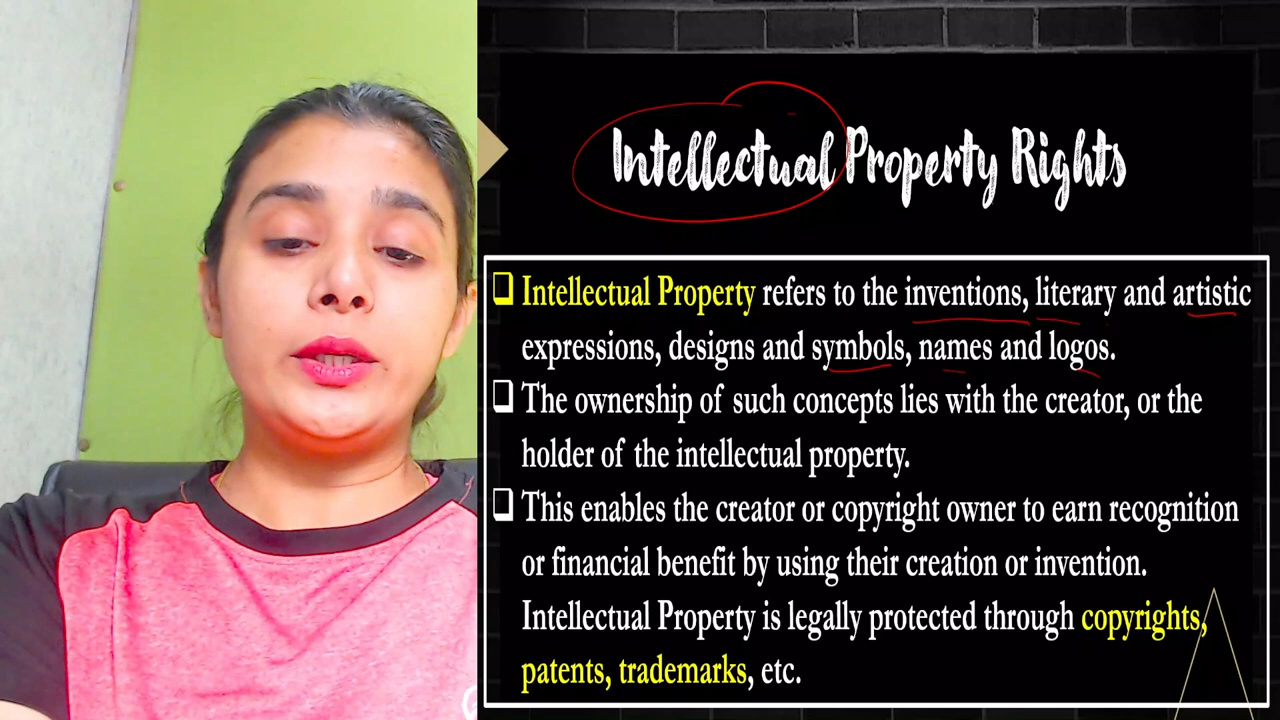 Intellectual Property Rights
❑ Intellectual Property refers to the inventions, literary and artistic
expressions, designs and symbols, names and logos.
❑ The ownership of such concepts lies with the creator, or the
holder of the intellectual property.
❑ This enables the creator or copyright owner to earn recognition
or financial benefit by using their creation or invention.
Intellectual Property is legally protected through copyrights,
patents, trademarks, etc.